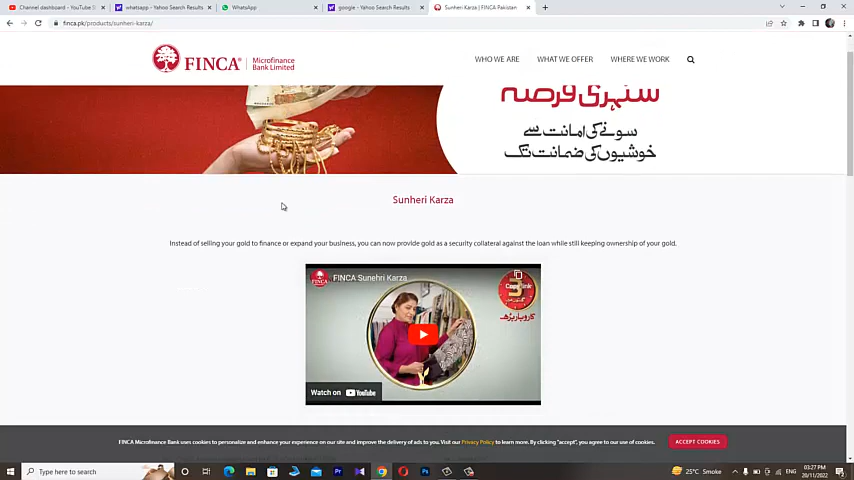 Channel dashboard - YouTube S
whatsapp - Yahoo Search Results
WhatsApp
google - Yahoo Search Results
Sunheri Karza | FINCA Pakistan
finca.pk/products/sunheri-karza/
FINCA® Microfinance Bank Limited
WHO WE ARE
WHAT WE OFFER
WHERE WE WORK
سنہری قرضہ
سونے کی امانت سے
خوشیوں کی ضمانت تک
Sunheri Karza
Instead of selling your gold to finance or expand your business, you can now provide gold as a security collateral against the loan while still keeping ownership of your gold.
FINCA Sunehri Karza
Copy link
کاروبار بڑھے
Watch on YouTube
FINCA Microfinance Bank uses cookies to personalize and enhance your experience on our site and improve the delivery of ads to you. Visit our Privacy Policy to learn more. By clicking "accept", you agree to our use of cookies.
ACCEPT COOKIES
Type here to search
25°C Smoke
ENG
03:27 PM
20/11/2022